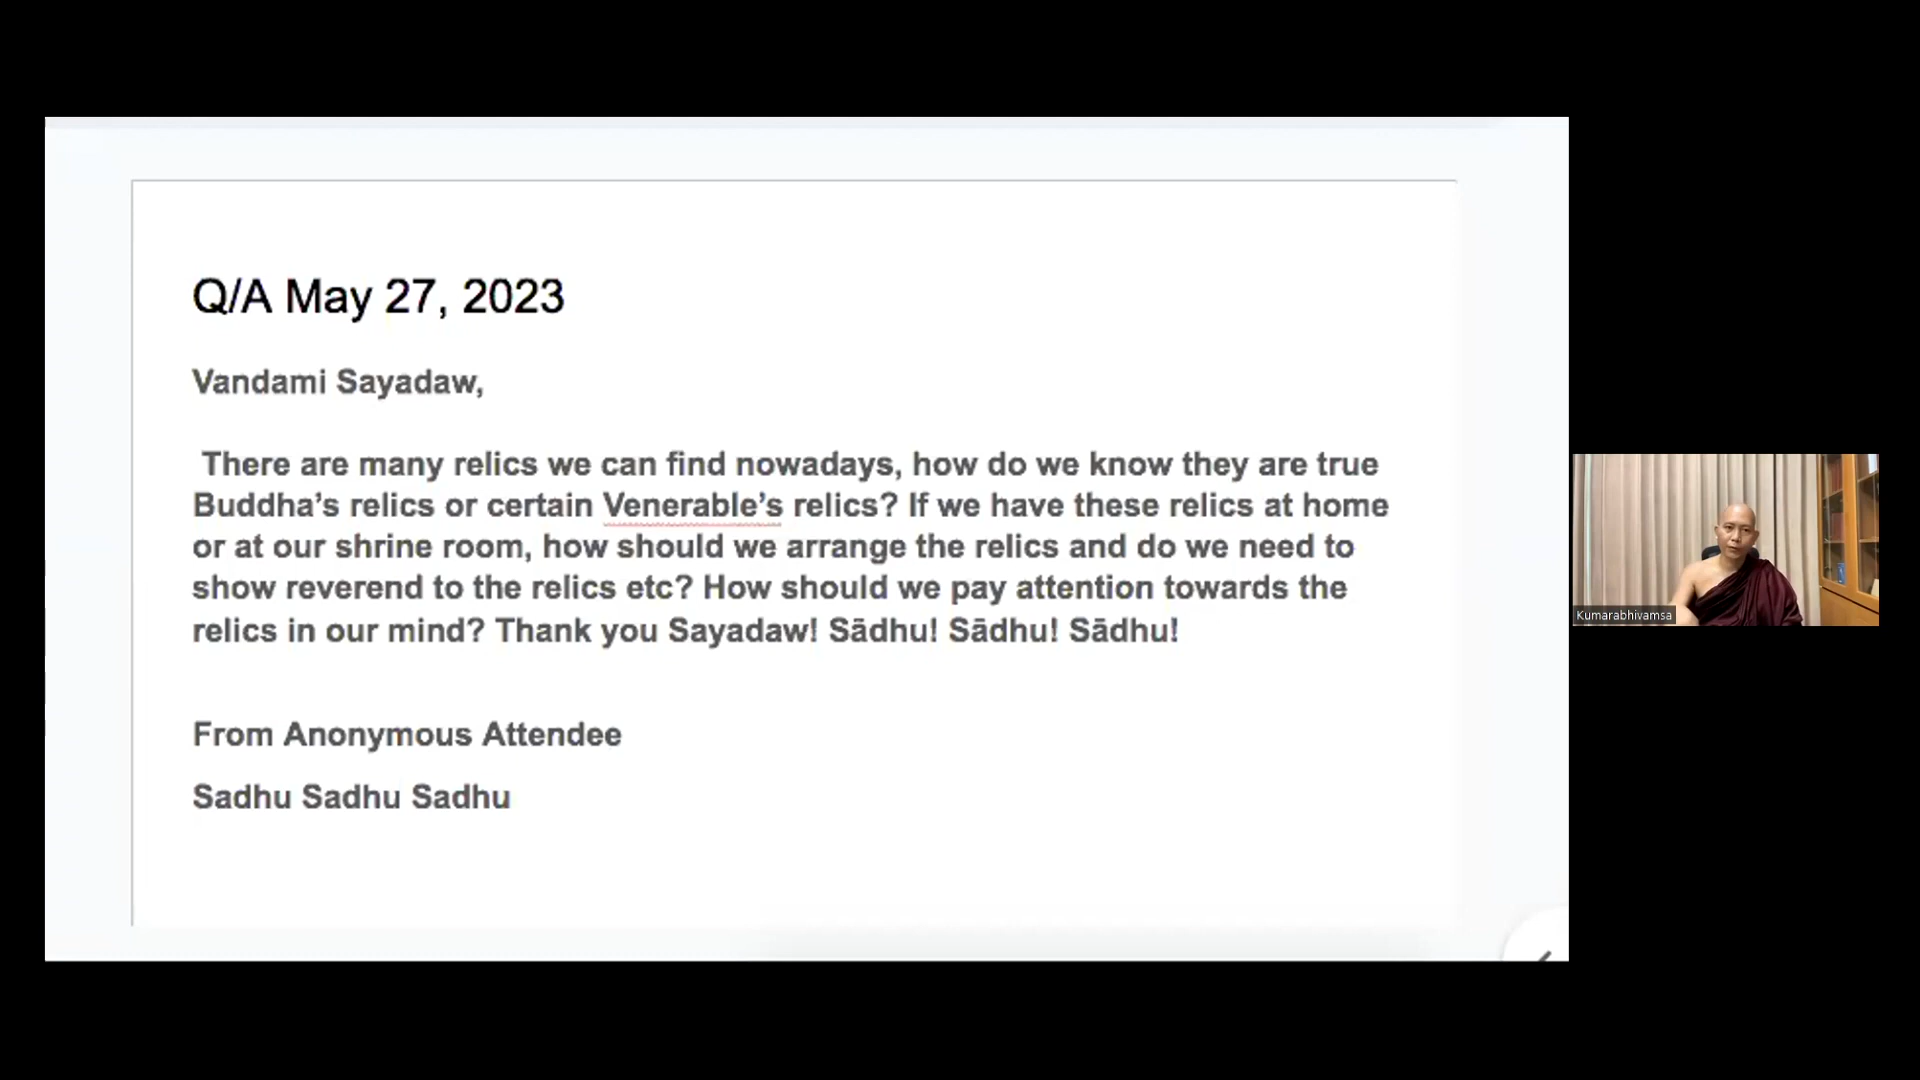 Q/A May 27, 2023
Vandami Sayadaw,
There are many relics we can find nowadays, how do we know they are true
Buddha’s relics or certain Venerable’s relics? If we have these relics at home
or at our shrine room, how should we arrange the relics and do we need to
show reverend to the relics etc? How should we pay attention towards the
relics in our mind? Thank you Sayadaw! Sādhu! Sādhu! Sādhu!
From Anonymous Attendee
Sadhu Sadhu Sadhu
Kumarabhivamsa